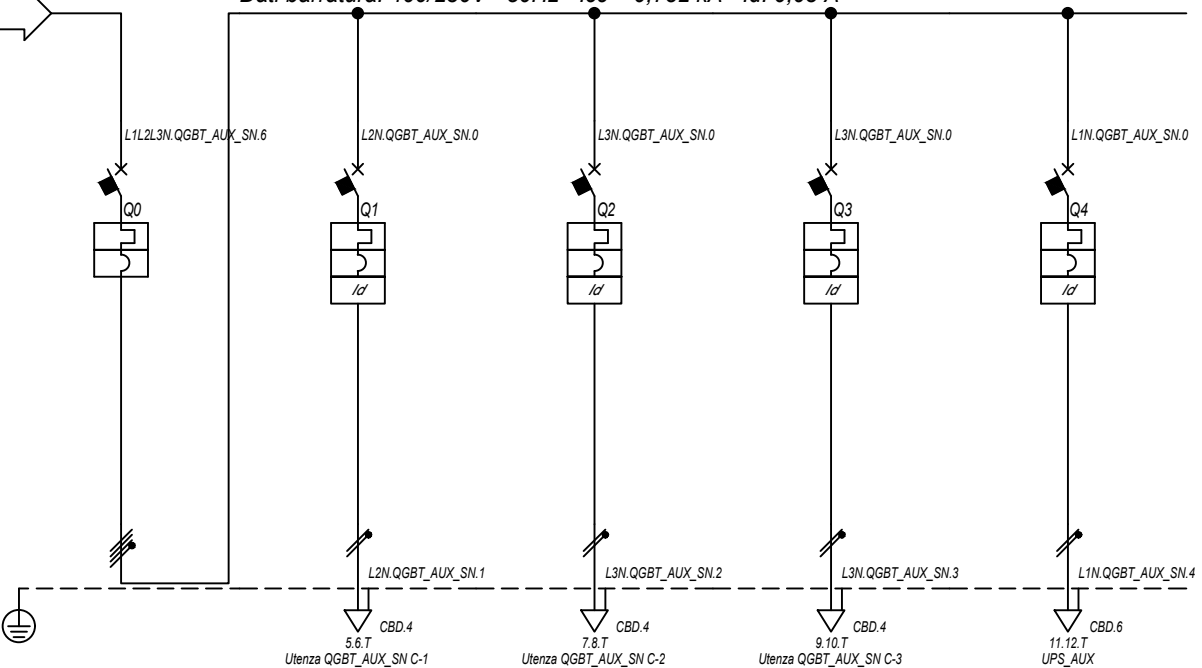 L1L2L3N.QGBT_AUX_SN.6
L2N.QGBT_AUX_SN.0
L3N.QGBT_AUX_SN.0
L3N.QGBT_AUX_SN.0
L1N.QGBT_AUX_SN.0
Q0
Q1
Q2
Q3
Q4
Id
Id
Id
Id
L2N.QGBT_AUX_SN.1
L3N.QGBT_AUX_SN.2
L3N.QGBT_AUX_SN.3
L1N.QGBT_AUX_SN.4
CBD.4
CBD.4
CBD.4
CBD.6
5.6.T
7.8.T
9.10.T
11.12.T
Utenza QGBT_AUX_SN C-1
Utenza QGBT_AUX_SN C-2
Utenza QGBT_AUX_SN C-3
UPS_AUX